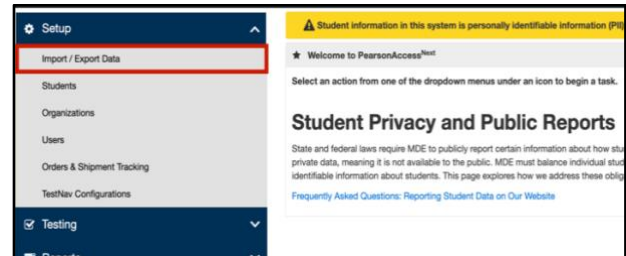 Setup
Import / Export Data
Students
Organizations
Users
Orders & Shipment Tracking
TestNav Configurations
Testing
Student information in this system is personally identifiable information (PII)
Welcome to PearsonAccessNext
Select an action from one of the dropdown menus under an icon to begin a task.
Student Privacy and Public Reports
State and federal laws require MDE to publicly report certain information about how stu
private data, meaning it is not available to the public. MDE must balance individual stud
identifiable information about students. This page explores how we address these oblig
Frequently Asked Questions: Reporting Student Data on Our Website